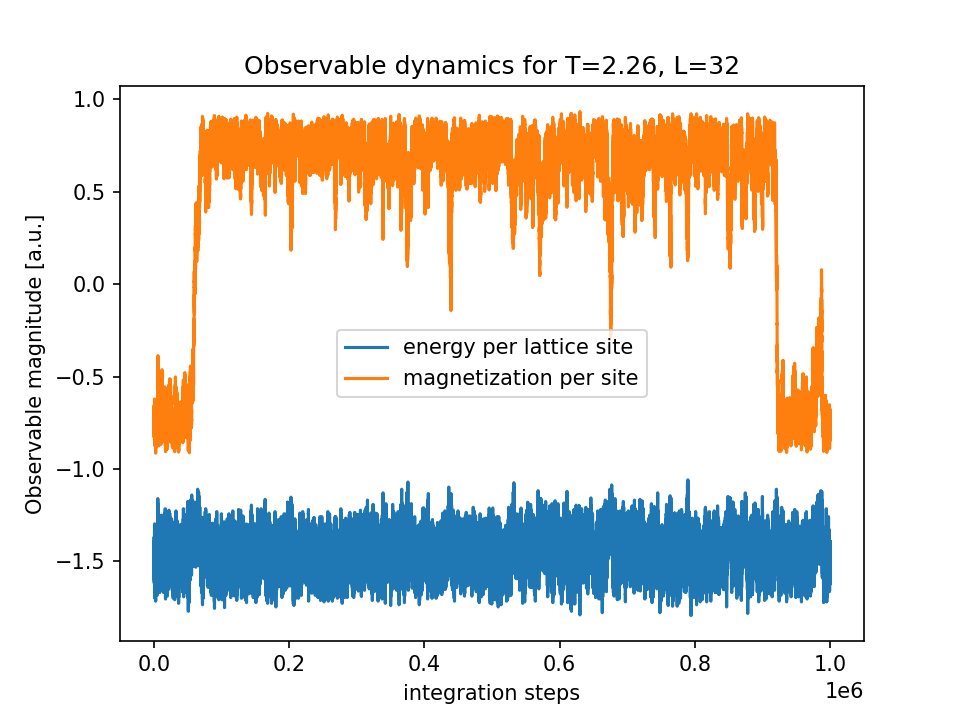 Observable dynamics for T=2.26, L=32
Observable magnitude [a.u.]
1.0
0.5
0.0
−0.5
−1.0
−1.5
energy per lattice site
magnetization per site
0.0 0.2 0.4 0.6 0.8 1.0
1e6
integration steps